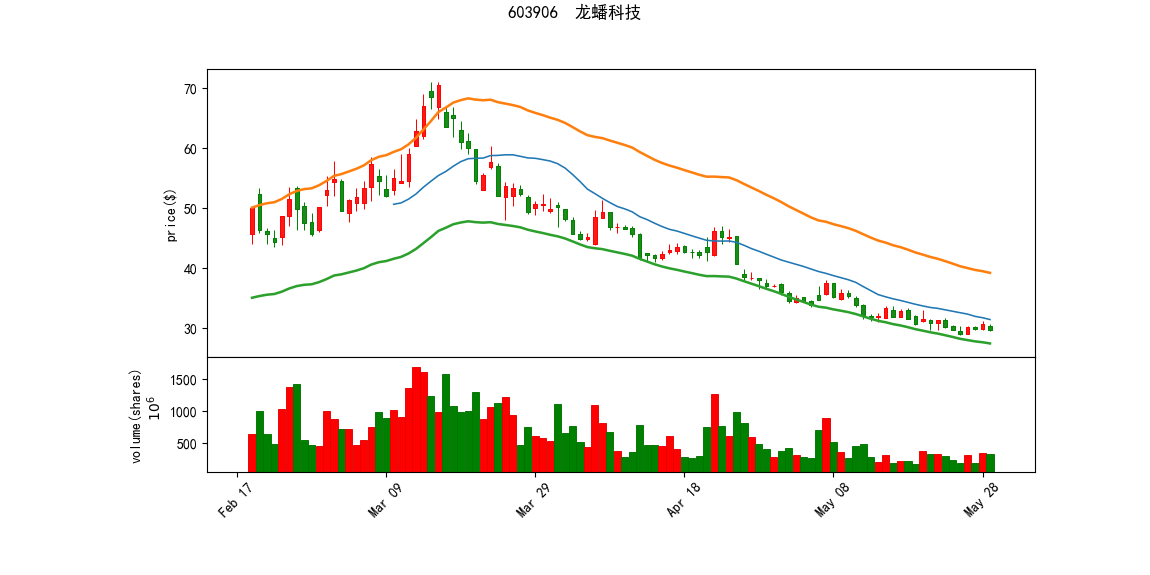 603906 龙蟠科技
price($)
70
60
50
40
30
volume(shares)
10^6
1500
1000
500
Feb 17
Mar 09
Mar 29
Apr 18
May 08
May 28